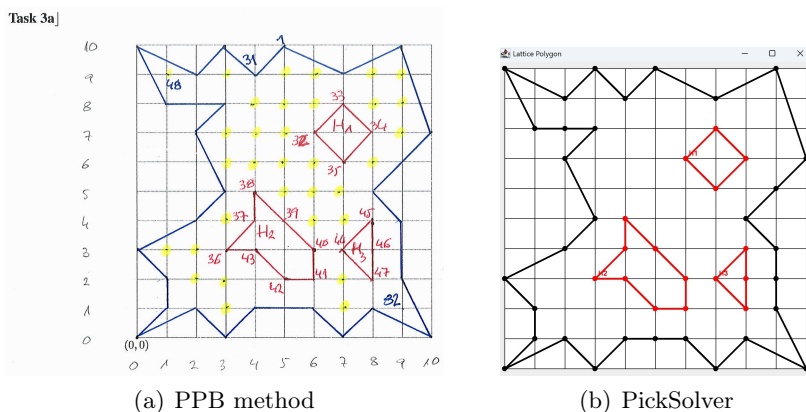 Task 3a]
10
9
8
7
6
5
4
3
2
1
0
(0,0)
0 1 2 3 4 5 6 7 8 9 10
48
31
1
33
H1
34
35
38
37
H2
39
36
43
40
42
41
45
44
H3
46
47
32
Lattice Polygon
H1
H2
H3
(a) PPB method
(b) PickSolver